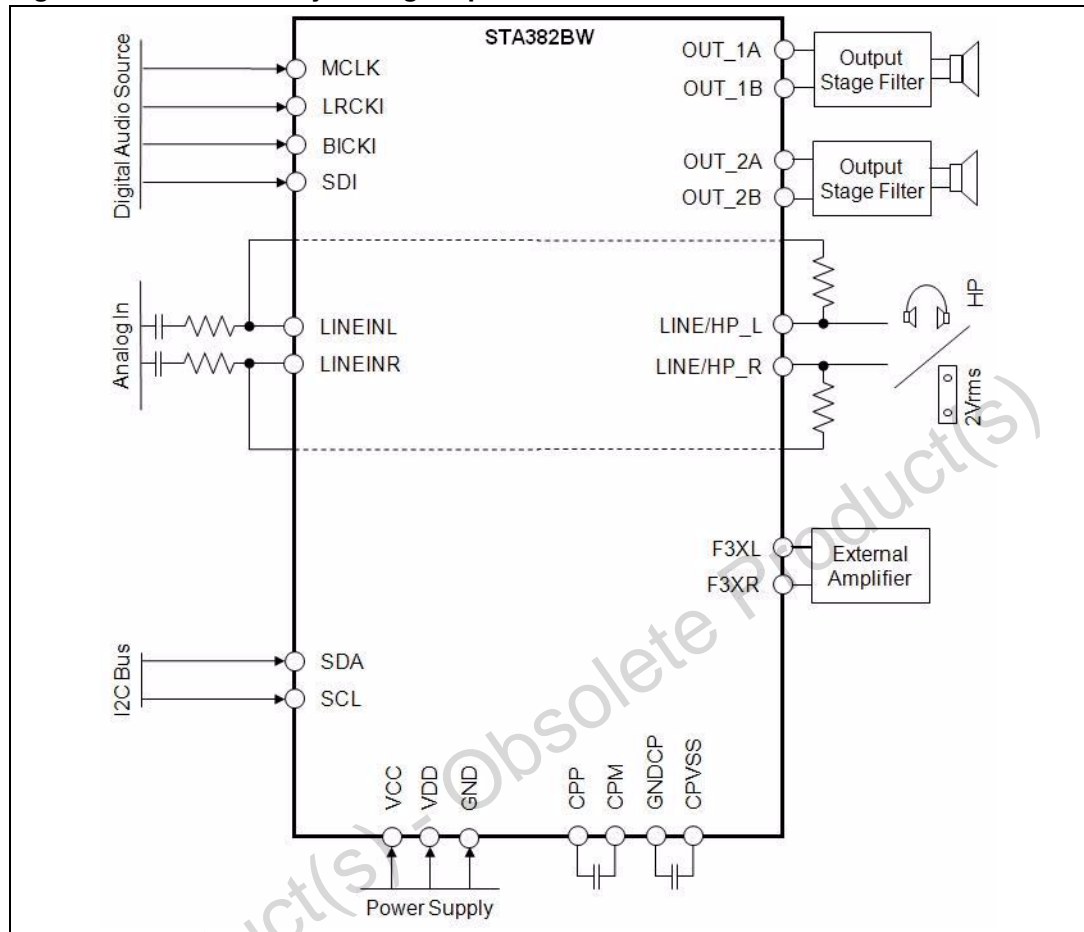 STA382BW
Digital Audio Source
MCLK
LRCKI
BICKI
SDI
OUT_1A
OUT_1B
Output
Stage Filter
OUT_2A
OUT_2B
Output
Stage Filter
Analog In
LINEINL
LINEINR
LINE/HP_L
LINE/HP_R
HP
2Vrms
F3XL
F3XR
External
Amplifier
I2C Bus
SDA
SCL
VCC
VDD
GND
CPP
CPM
GNDCP
CPVSS
Power Supply
uct(s) - Obsolete Product(s)